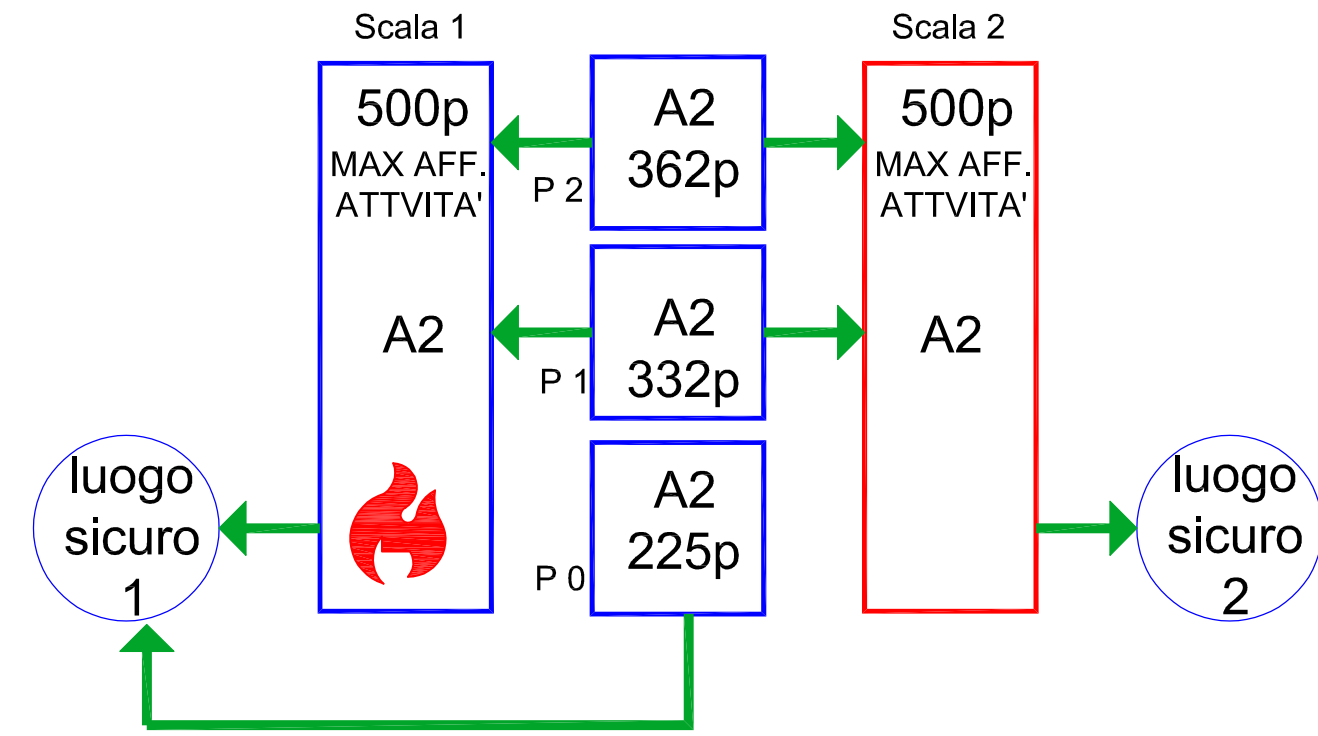 Scala 1
Scala 2
500p
MAX AFF.
ATTVITA'
A2
A2
362p
P 2
A2
332p
P 1
A2
225p
P 0
500p
MAX AFF.
ATTVITA'
A2
luogo
sicuro
1
luogo
sicuro
2